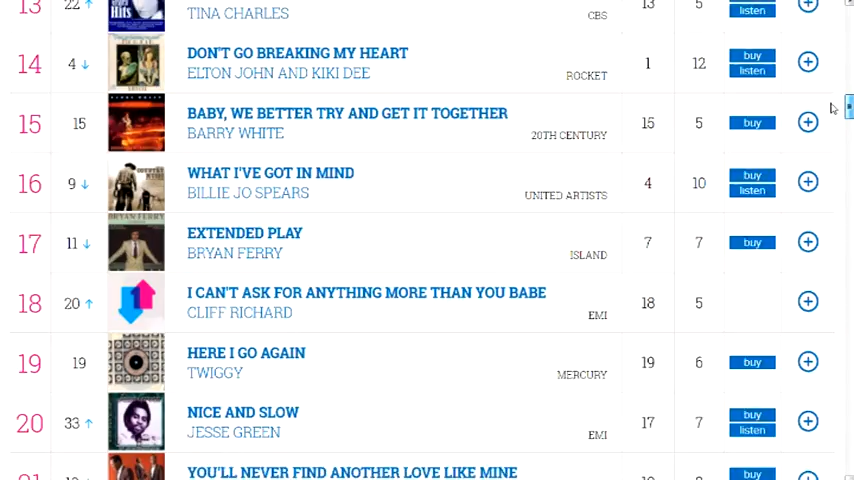 13 22 Hits TINA CHARLES CBS 13 5 listen
14 4 DON'T GO BREAKING MY HEART ELTON JOHN AND KIKI DEE ROCKET 1 12 buy listen
15 15 BABY, WE BETTER TRY AND GET IT TOGETHER BARRY WHITE 20TH CENTURY 15 5 buy
16 9 WHAT I'VE GOT IN MIND BILLIE JO SPEARS UNITED ARTISTS 4 10 buy listen
17 11 BRYAN FERRY EXTENDED PLAY BRYAN FERRY ISLAND 7 7 buy
18 20 I CAN'T ASK FOR ANYTHING MORE THAN YOU BABE CLIFF RICHARD EMI 18 5
19 19 HERE I GO AGAIN TWIGGY MERCURY 19 6 buy
20 33 NICE AND SLOW JESSE GREEN EMI 17 7 buy listen
YOU'LL NEVER FIND ANOTHER LOVE LIKE MINE buy